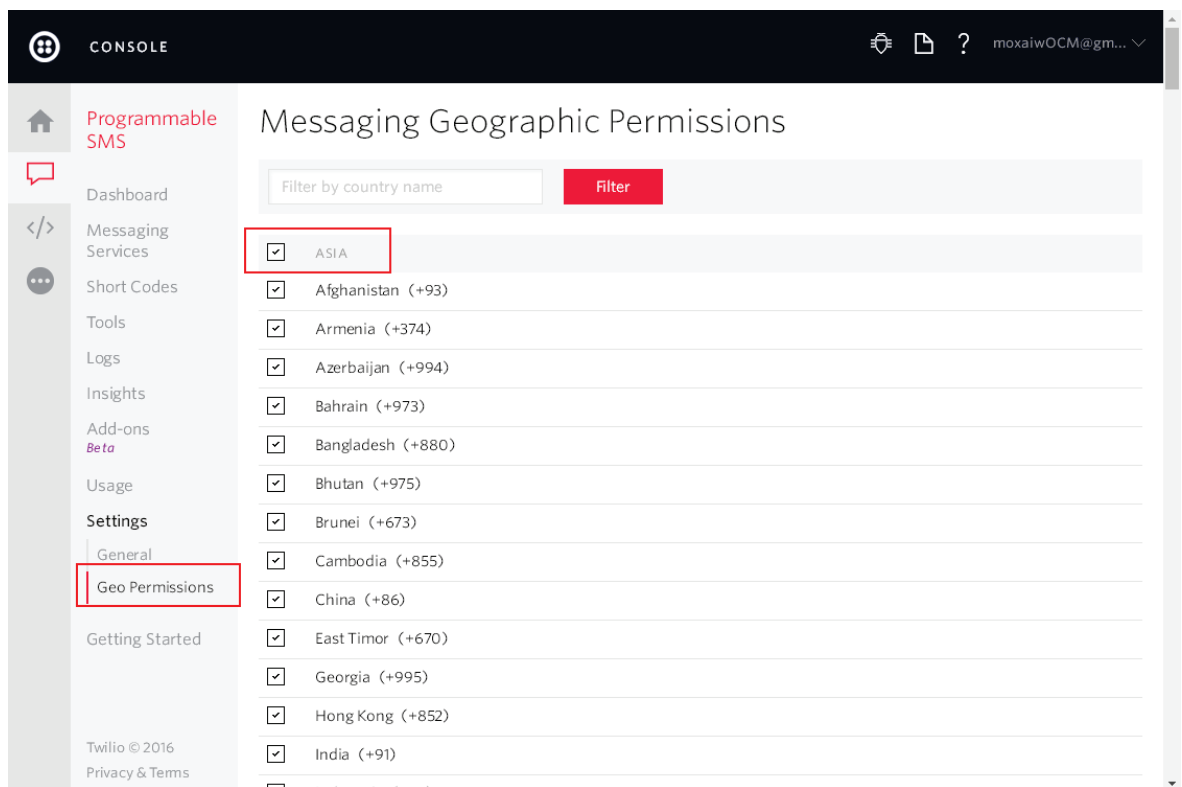 CONSOLE
moxaiwOCM@gm...
Programmable
SMS
Dashboard
Messaging
Services
Short Codes
Tools
Logs
Insights
Add-ons
Beta
Usage
Settings
General
Geo Permissions
Getting Started
Twilio © 2016
Privacy & Terms
Messaging Geographic Permissions
Filter by country name
Filter
ASIA
Afghanistan (+93)
Armenia (+374)
Azerbaijan (+994)
Bahrain (+973)
Bangladesh (+880)
Bhutan (+975)
Brunei (+673)
Cambodia (+855)
China (+86)
East Timor (+670)
Georgia (+995)
Hong Kong (+852)
India (+91)